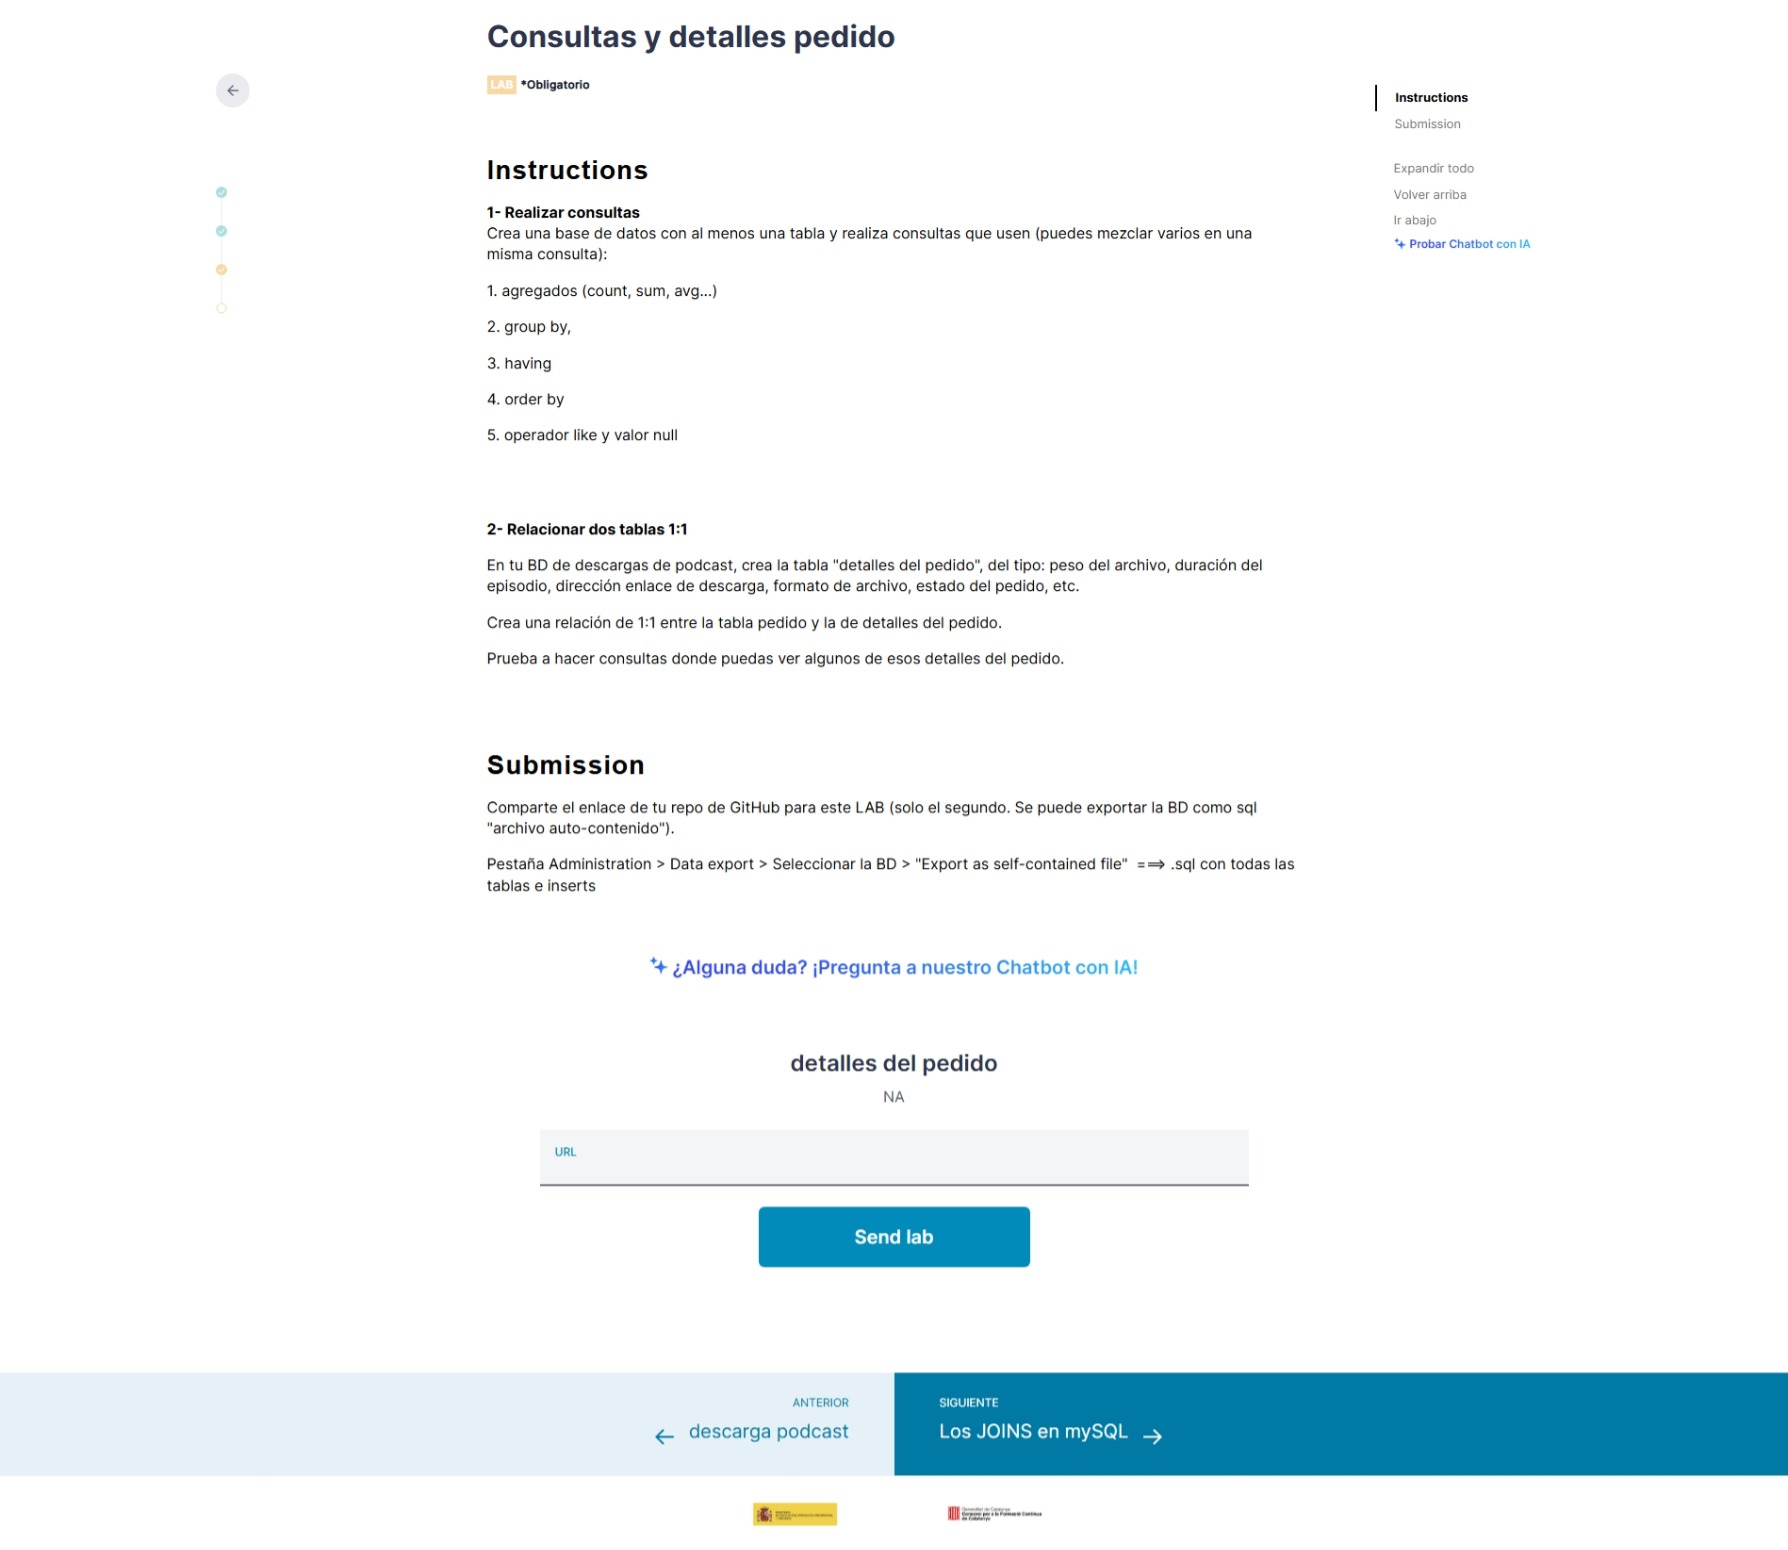 Consultas y detalles pedido
LAB *Obligatorio
Instructions
Submission
Expandir todo
Volver arriba
Ir abajo
Probar Chatbot con IA
Instructions
1- Realizar consultas
Crea una base de datos con al menos una tabla y realiza consultas que usen (puedes mezclar varios en una
misma consulta):
1. agregados (count, sum, avg...)
2. group by,
3. having
4. order by
5. operador like y valor null
2- Relacionar dos tablas 1:1
En tu BD de descargas de podcast, crea la tabla "detalles del pedido", del tipo: peso del archivo, duración del
episodio, dirección enlace de descarga, formato de archivo, estado del pedido, etc.
Crea una relación de 1:1 entre la tabla pedido y la de detalles del pedido.
Prueba a hacer consultas donde puedas ver algunos de esos detalles del pedido.
Submission
Comparte el enlace de tu repo de GitHub para este LAB (solo el segundo. Se puede exportar la BD como sql
"archivo auto-contenido").
Pestaña Administration > Data export > Seleccionar la BD > "Export as self-contained file" ==> .sql con todas las
tablas e inserts
¿Alguna duda? ¡Pregunta a nuestro Chatbot con IA!
detalles del pedido
NA
URL
Send lab
ANTERIOR
← descarga podcast
SIGUIENTE
Los JOINS en mySQL →
Generalitat de Catalunya
Consorci per a la Formació Contínua
de Catalunya